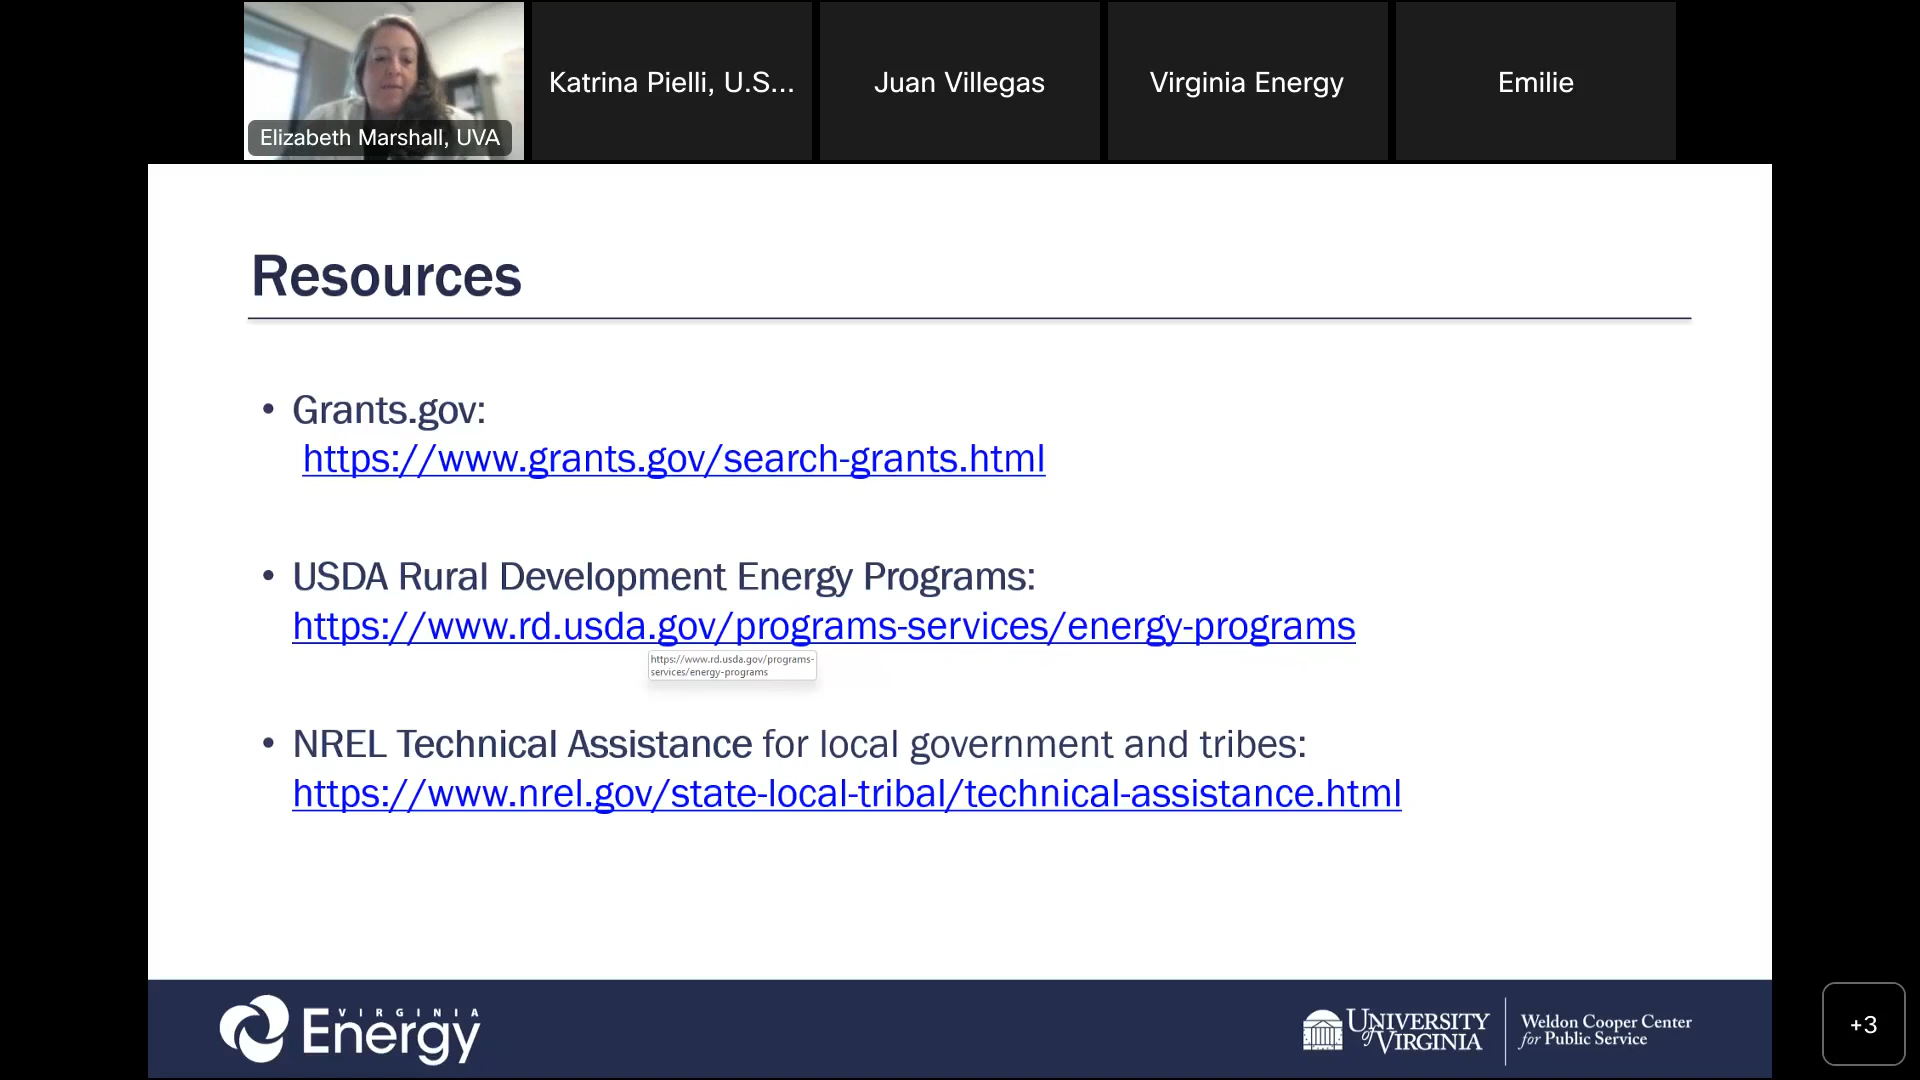 Elizabeth Marshall, UVA
Katrina Pielli, U.S...
Juan Villegas
Virginia Energy
Emilie
Resources
• Grants.gov:
https://www.grants.gov/search-grants.html
• USDA Rural Development Energy Programs:
https://www.rd.usda.gov/programs-services/energy-programs
https://www.rd.usda.gov/programs-
services/energy-programs
• NREL Technical Assistance for local government and tribes:
https://www.nrel.gov/state-local-tribal/technical-assistance.html
VIRGINIA
Energy
UNIVERSITY
of VIRGINIA
Weldon Cooper Center
for Public Service
+3